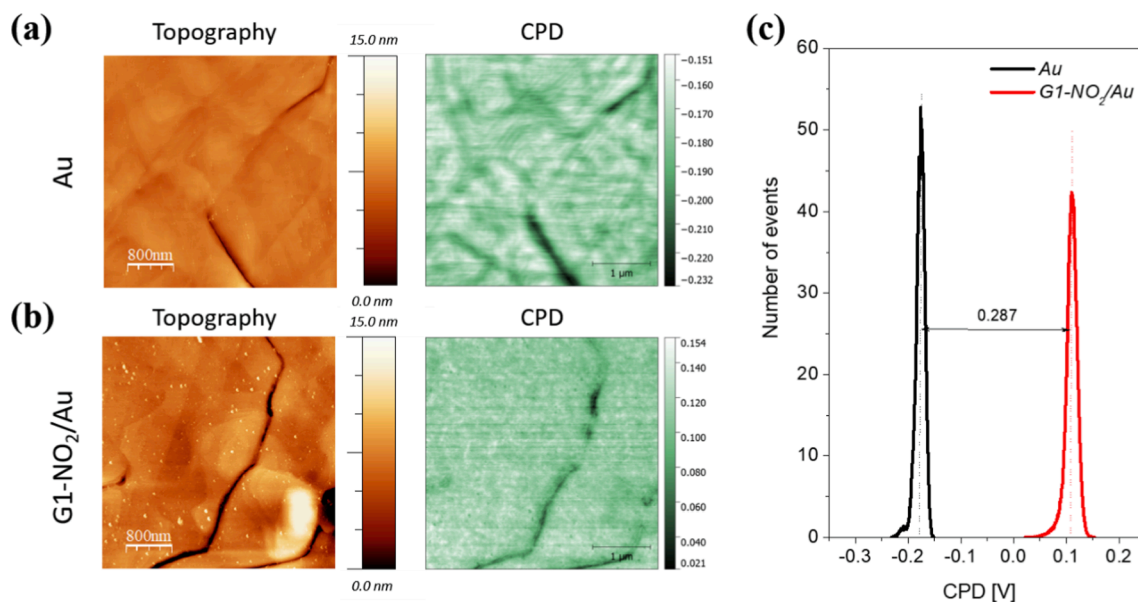 (a)
Topography
15.0 nm
CPD
Au
800nm
0.0 nm
−0.151
−0.160
−0.170
−0.180
−0.190
−0.200
−0.210
−0.220
−0.232
1 µm
(b)
Topography
15.0 nm
CPD
G1-NO₂/Au
800nm
0.0 nm
0.154
0.140
0.120
0.100
0.080
0.060
0.040
0.021
1 µm
(c)
Au
G1-NO₂/Au
0.287
Number of events
60
50
40
30
20
10
0
-0.3
-0.2
-0.1
0.0
0.1
0.2
CPD [V]